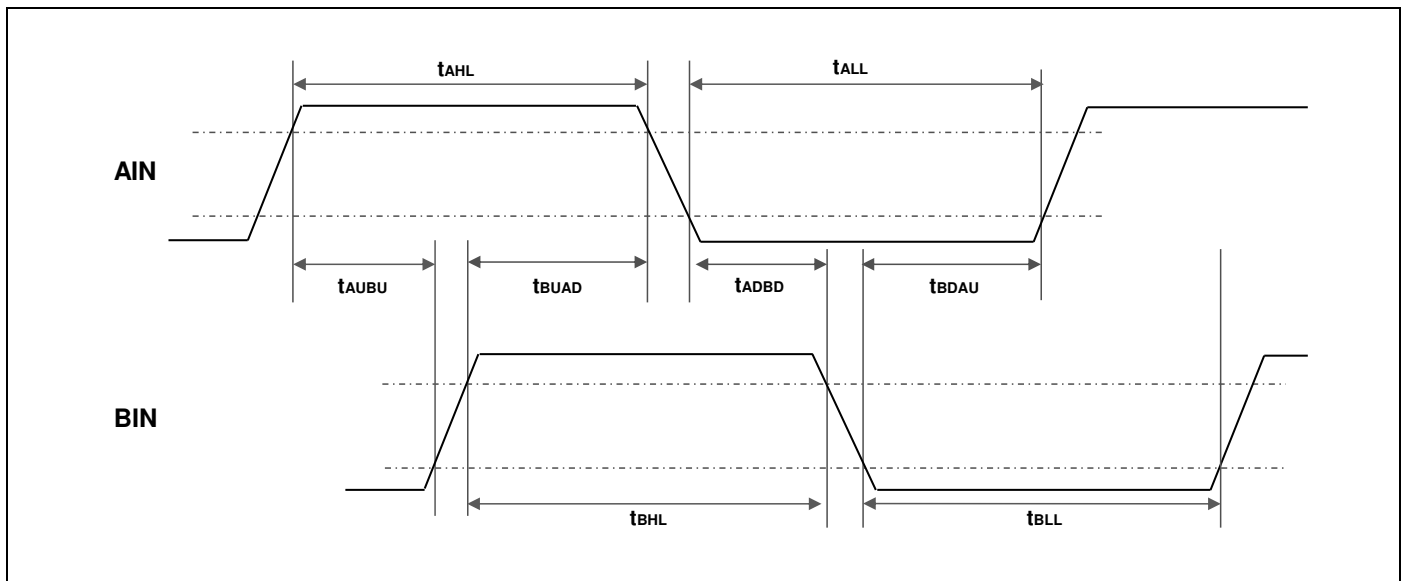 tAHL tALL
AIN
tAUBU tBUAD tADBD tBDAU
BIN
tBHL tBLL